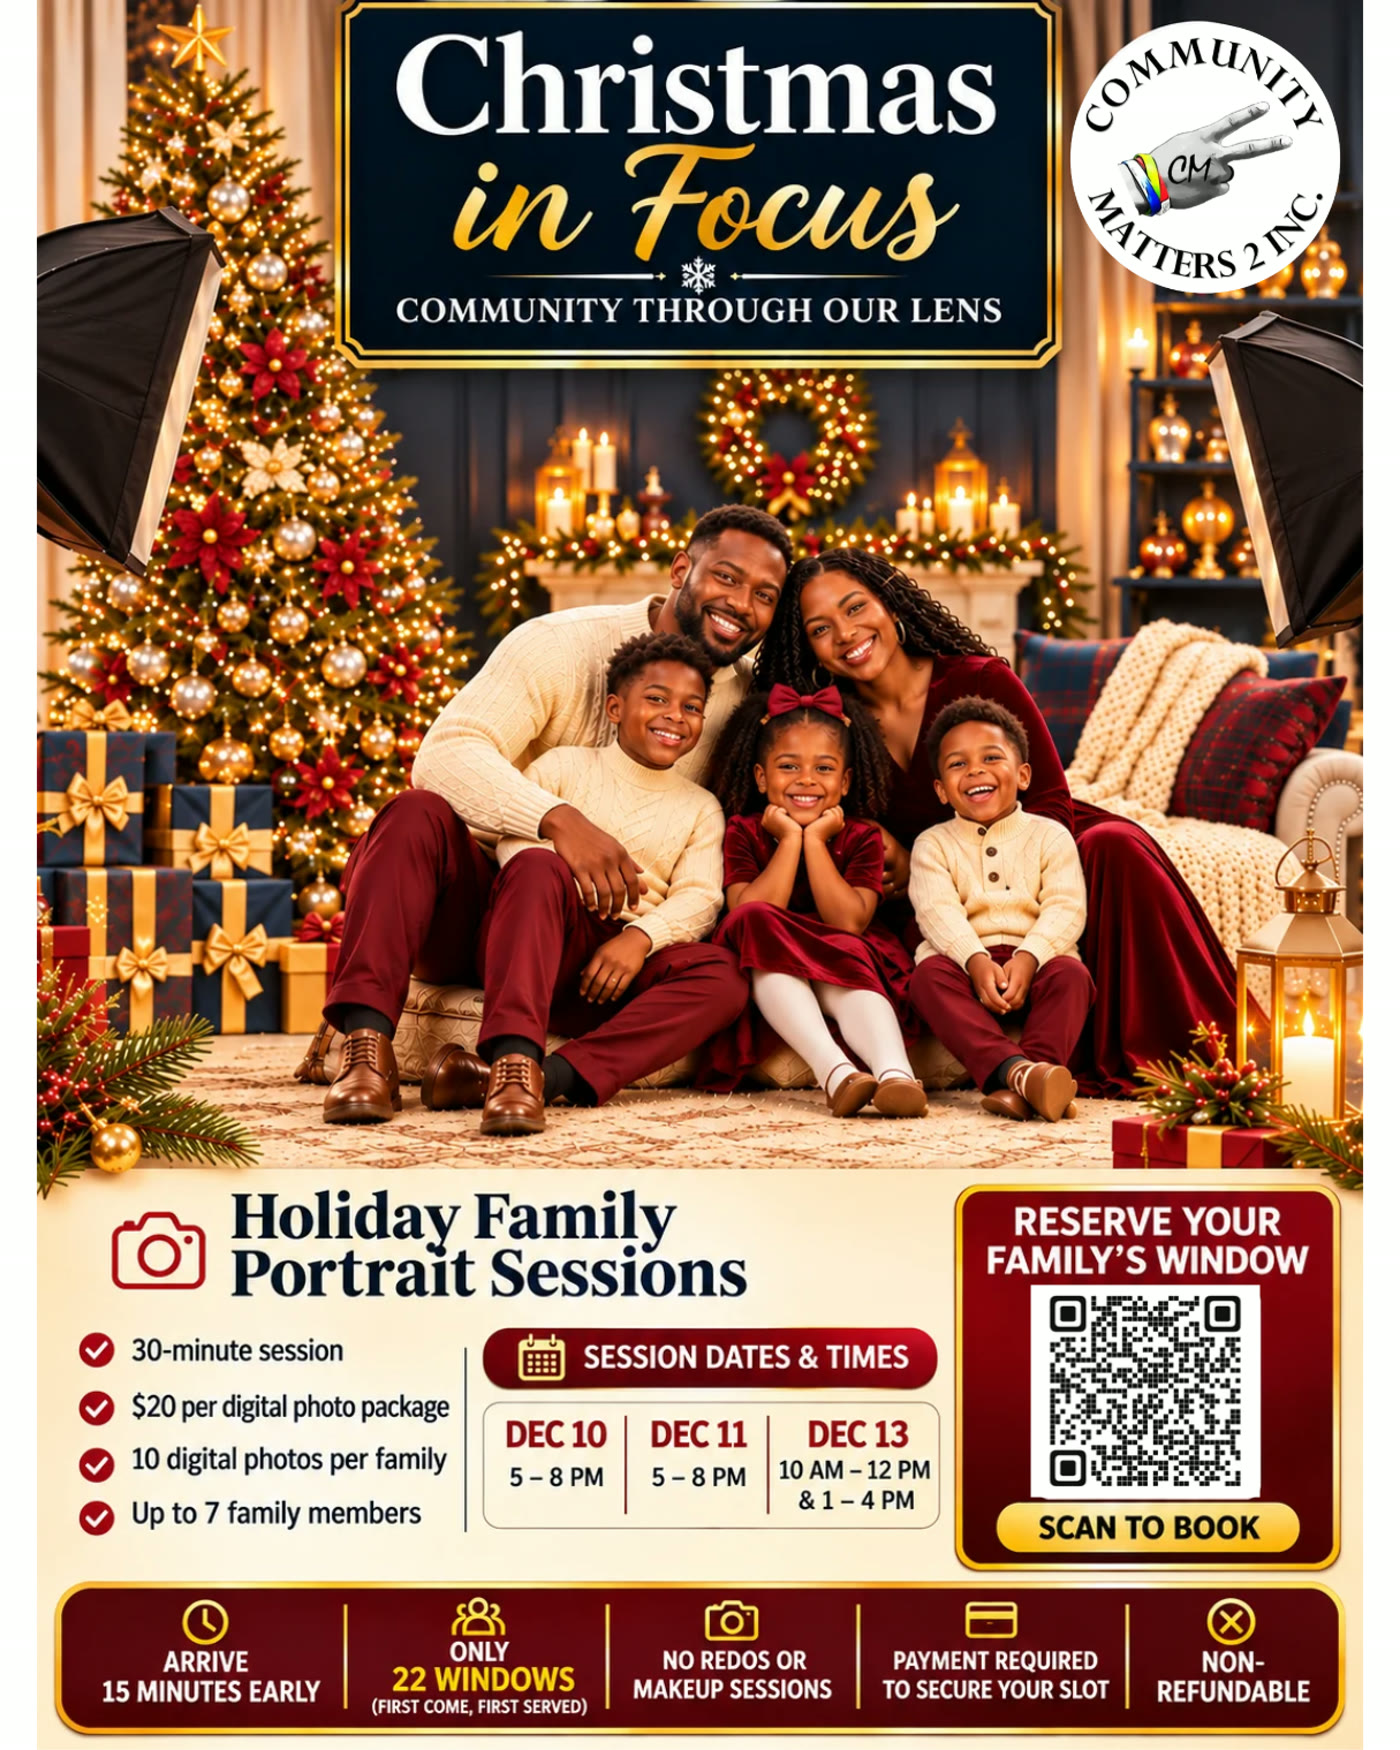 Christmas
in Focus
COMMUNITY THROUGH OUR LENS
COMMUNITY
CM
MATTERS 2 INC.
Holiday Family
Portrait Sessions
30-minute session
$20 per digital photo package
10 digital photos per family
Up to 7 family members
SESSION DATES & TIMES
DEC 10
5 – 8 PM
DEC 11
5 – 8 PM
DEC 13
10 AM – 12 PM
& 1 – 4 PM
RESERVE YOUR
FAMILY'S WINDOW
SCAN TO BOOK
ARRIVE
15 MINUTES EARLY
ONLY
22 WINDOWS
(FIRST COME, FIRST SERVED)
NO REDOS OR
MAKEUP SESSIONS
PAYMENT REQUIRED
TO SECURE YOUR SLOT
NON-
REFUNDABLE